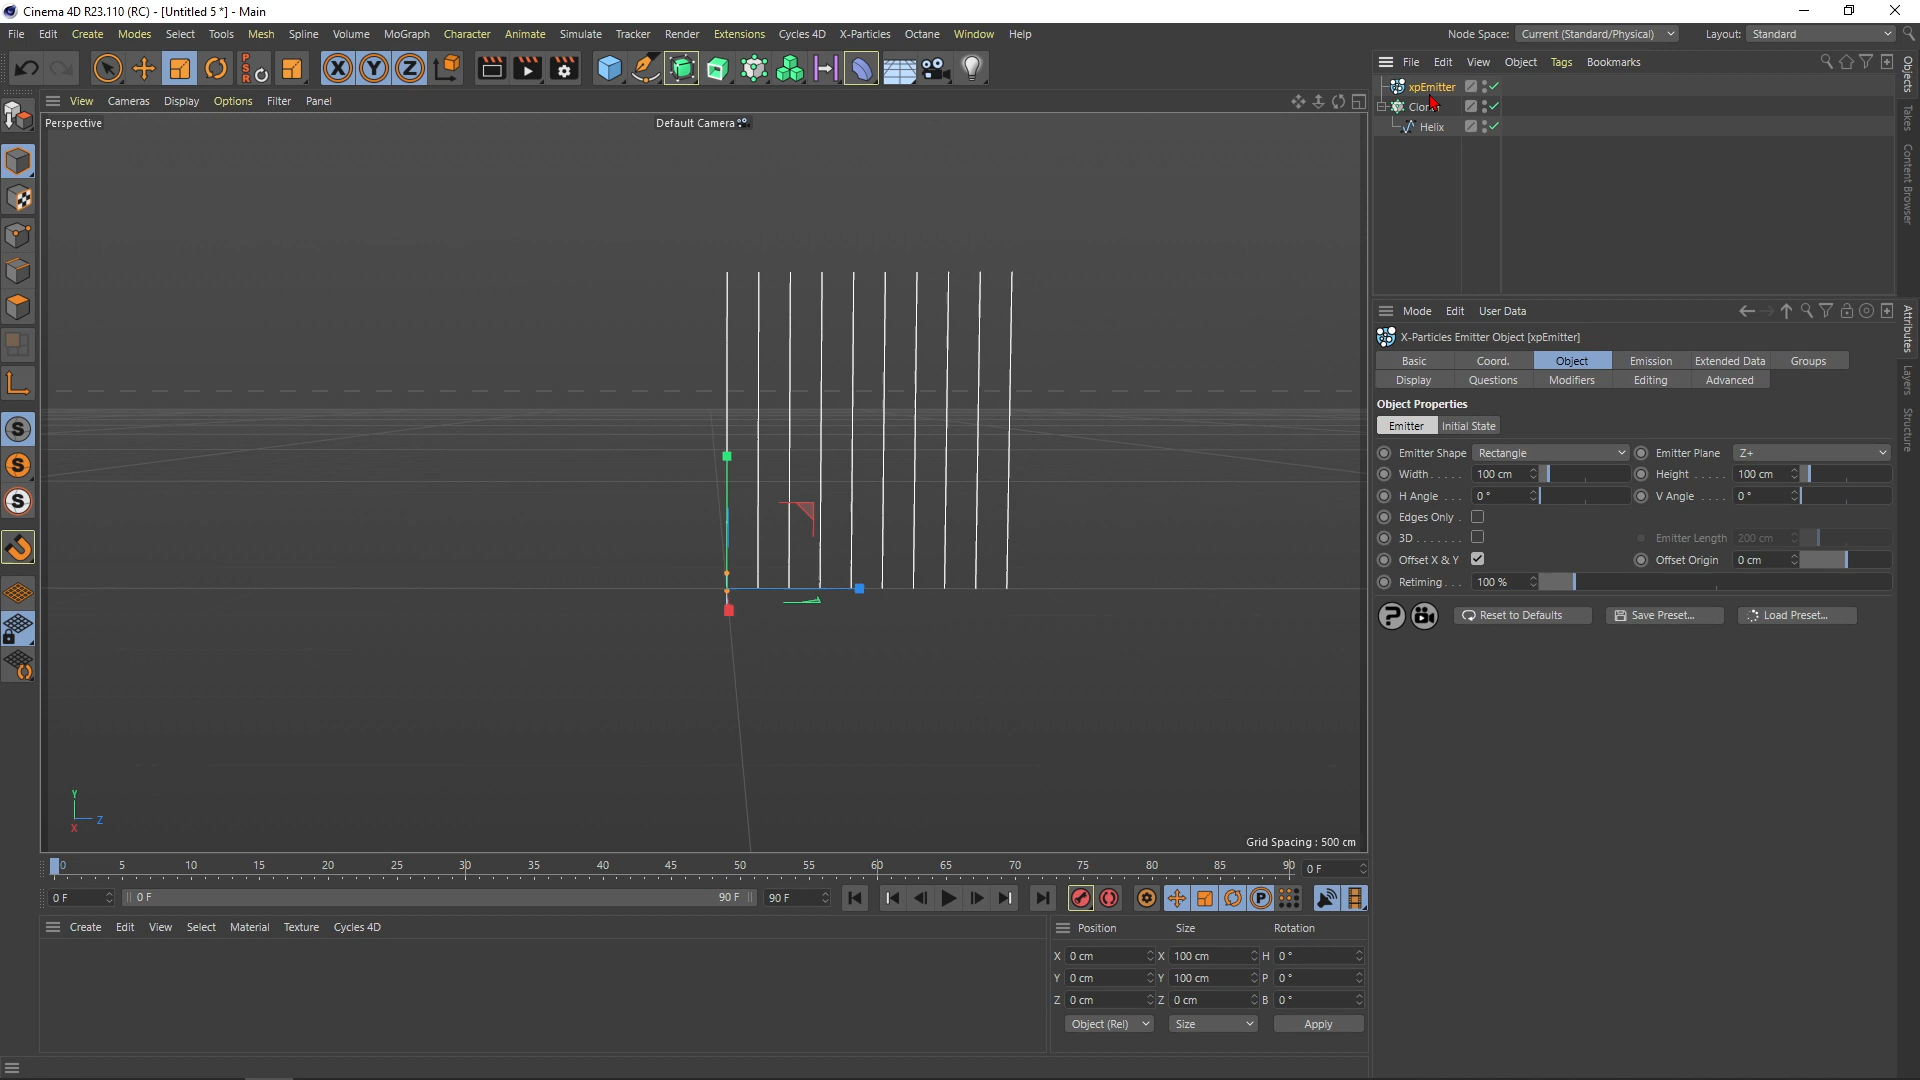 Cinema 4D R23.110 (RC) - [Untitled 5 *] - Main
File Edit Create Modes Select Tools Mesh Spline Volume MoGraph Character Animate Simulate Tracker Render Extensions Cycles 4D X-Particles Octane Window Help
Node Space: Current (Standard/Physical) Layout: Standard
View Cameras Display Options Filter Panel
Perspective
Default Camera
File Edit View Object Tags Bookmarks
xpEmitter
Helix
Objects
Takes
Content Browser
Attributes
Layers
Structure
Mode Edit User Data
X-Particles Emitter Object [xpEmitter]
Basic Coord. Object Emission Extended Data Groups
Display Questions Modifiers Editing Advanced
Object Properties
Emitter Initial State
Emitter Shape Rectangle Emitter Plane Z+
Width. . . . . 100 cm Height . . . . . 100 cm
H Angle . . . 0 ° V Angle . . . . 0 °
Edges Only .
3D . . . . . . . Emitter Length 200 cm
Offset X & Y Offset Origin 0 cm
Retiming. . . 100 %
Reset to Defaults Save Preset... Load Preset...
X Y Z
PSR
S
S
S
Y
Z
X
Grid Spacing : 500 cm
0 5 10 15 20 25 30 35 40 45 50 55 60 65 70 75 80 85 90 0 F
0 F 0 F 90 F 90 F
P
Create Edit View Select Material Texture Cycles 4D
Position Size Rotation
X 0 cm X 100 cm H 0 °
Y 0 cm Y 100 cm P 0 °
Z 0 cm Z 0 cm B 0 °
Object (Rel) Size Apply